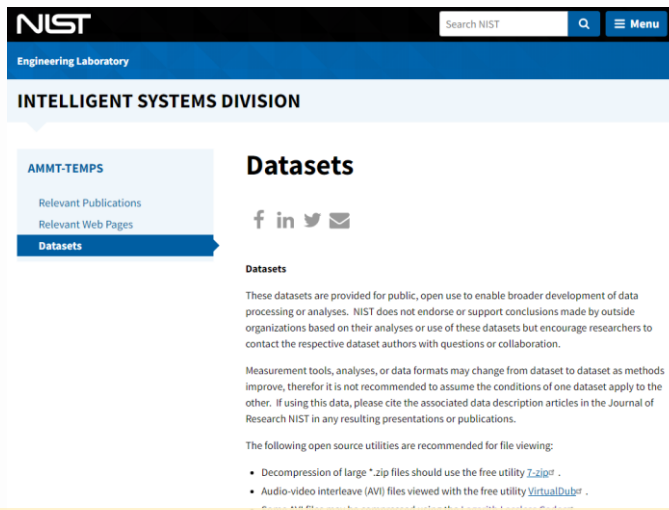 NIST
Search NIST
Menu
Engineering Laboratory
INTELLIGENT SYSTEMS DIVISION
AMMT-TEMPS
Relevant Publications
Relevant Web Pages
Datasets
Datasets
Datasets
These datasets are provided for public, open use to enable broader development of data
processing or analyses. NIST does not endorse or support conclusions made by outside
organizations based on their analyses or use of these datasets but encourage researchers to
contact the respective dataset authors with questions or collaboration.
Measurement tools, analyses, or data formats may change from dataset to dataset as methods
improve, therefor it is not recommended to assume the conditions of one dataset apply to the
other. If using this data, please cite the associated data description articles in the Journal of
Research NIST in any resulting presentations or publications.
The following open source utilities are recommended for file viewing:
• Decompression of large *.zip files should use the free utility 7-zip .
• Audio-video interleave (AVI) files viewed with the free utility VirtualDub .